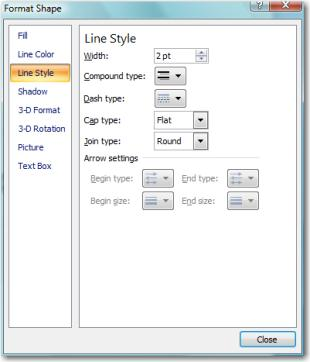 Format Shape
Fill
Line Color
Line Style
Shadow
3-D Format
3-D Rotation
Picture
Text Box
Line Style
Width: 2 pt
Compound type:
Dash type:
Cap type: Flat
Join type: Round
Arrow settings
Begin type: End type:
Begin size: End size:
Close